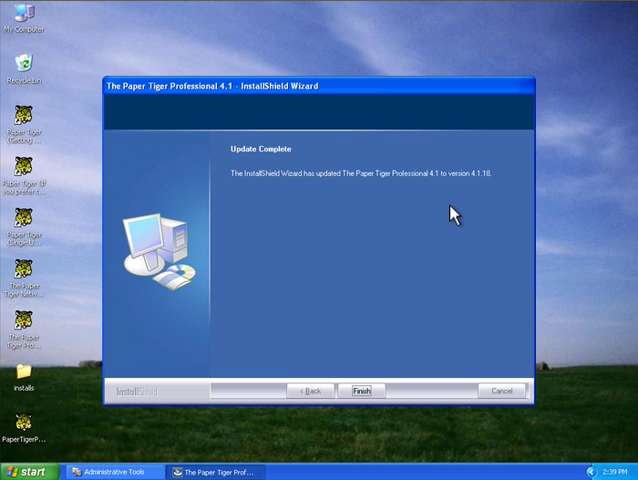 My Computer
Recycle Bin
Paper Tiger
(Getting ...
Paper Tiger (If
you prefer t...
Paper Tiger
(Single U...
The Paper
Tiger Netw...
The Paper
Tiger Pro...
installs
PaperTigerP...
The Paper Tiger Professional 4.1 - InstallShield Wizard
Update Complete
The InstallShield Wizard has updated The Paper Tiger Professional 4.1 to version 4.1.18.
InstallShield
< Back
Finish
Cancel
start
Administrative Tools
The Paper Tiger Prof...
2:39 PM